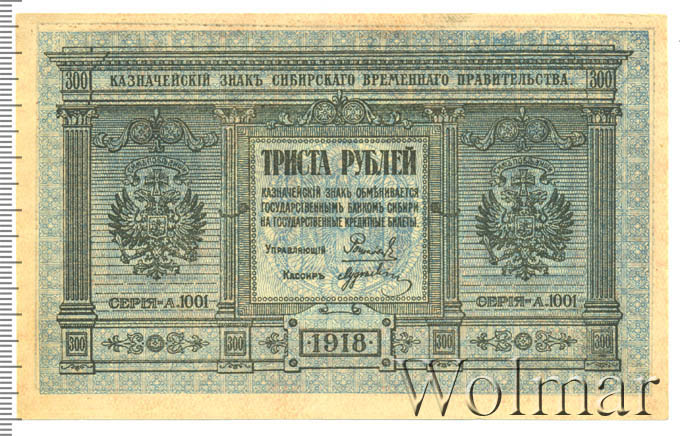 300 КАЗНАЧЕЙСКІЙ ЗНАКЪ СИБИРСКАГО ВРЕМЕННАГО ПРАВИТЕЛЬСТВА. 300
ТРИСТА РУБЛЕЙ
КАЗНАЧЕЙСКІЙ ЗНАКЪ ОБМѢНИВАЕТСЯ
ГОСУДАРСТВЕННЫМЪ БАНКОМЪ СИБИРИ
НА ГОСУДАРСТВЕННЫЕ КРЕДИТНЫЕ БИЛЕТЫ.
УПРАВЛЯЮЩІЙ
КАССИРЪ
СЕРІЯ-А.1001 СЕРІЯ-А.1001
300 300 ·1918· 300 300
Wolmar